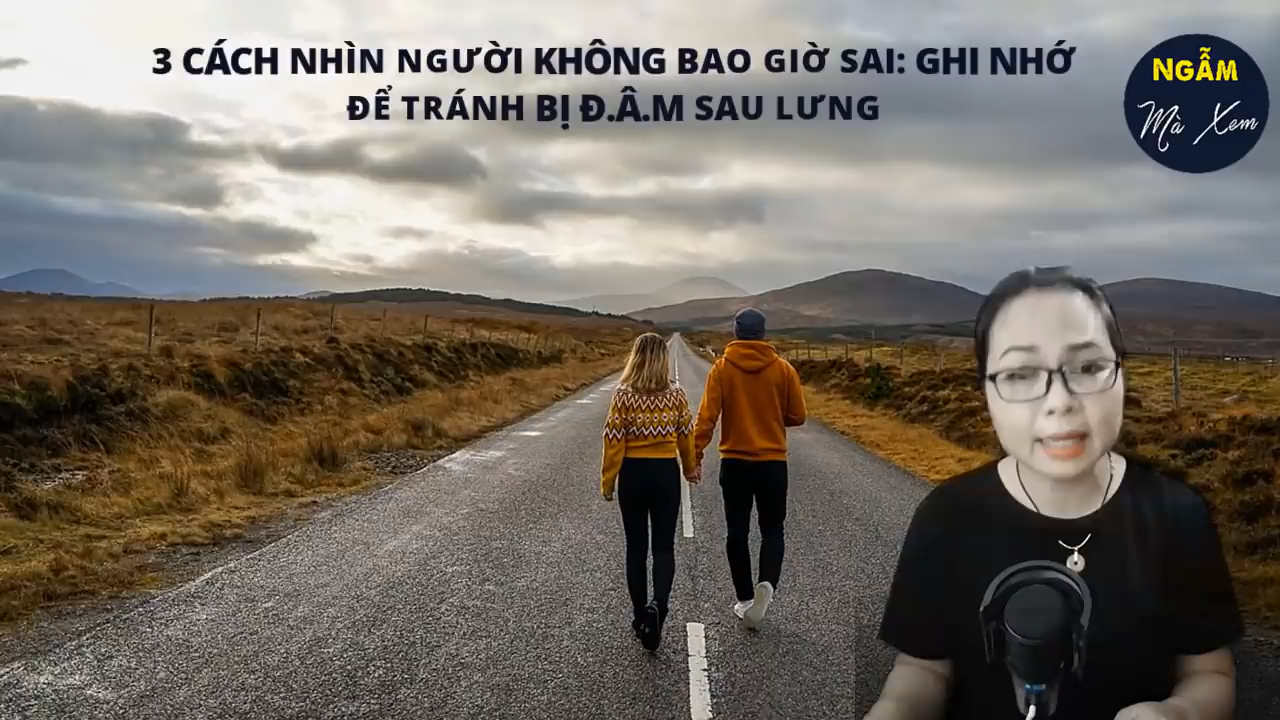 3 CÁCH NHÌN NGƯỜI KHÔNG BAO GIỜ SAI: GHI NHỚ
ĐỂ TRÁNH BỊ Đ.Â.M SAU LƯNG
NGẪM
Mà Xem